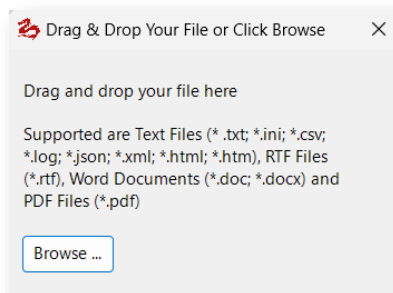 Drag & Drop Your File or Click Browse
Drag and drop your file here
Supported are Text Files (* .txt; *.ini; *.csv;
*.log; *.json; *.xml; *.html; *.htm), RTF Files
(*.rtf), Word Documents (*.doc; *.docx) and
PDF Files (*.pdf)
Browse ...